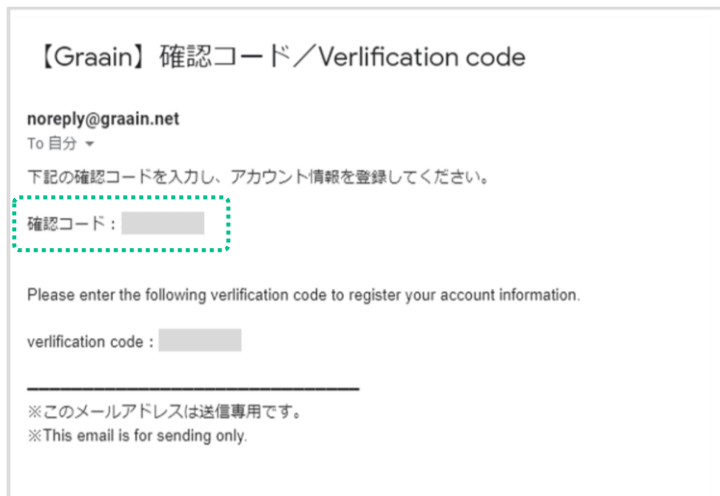 【Graain】確認コード／Verlification code
noreply@graain.net
To 自分
下記の確認コードを入力し、アカウント情報を登録してください。
確認コード：
Please enter the following verlification code to register your account information.
verlification code：
※このメールアドレスは送信専用です。
※This email is for sending only.